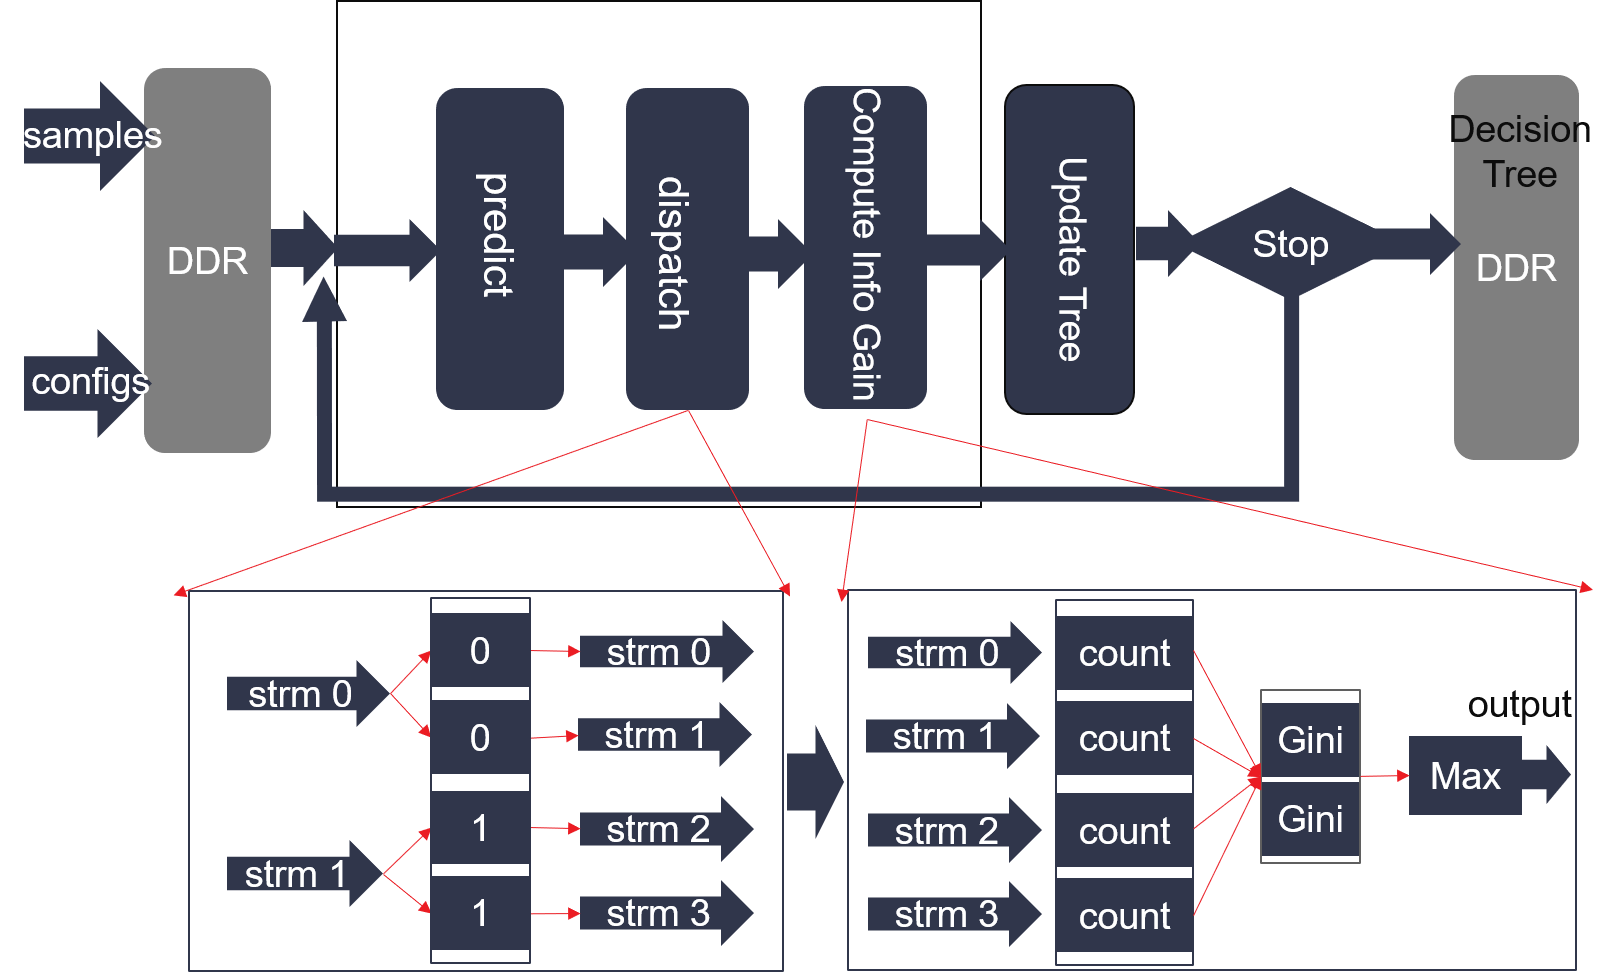 samples
configs
DDR
predict
dispatch
Compute Info Gain
Update Tree
Stop
Decision
Tree
DDR
strm 0
strm 1
0
0
1
1
strm 0
strm 1
strm 2
strm 3
strm 0
strm 1
strm 2
strm 3
count
count
count
count
Gini
Gini
Max
output